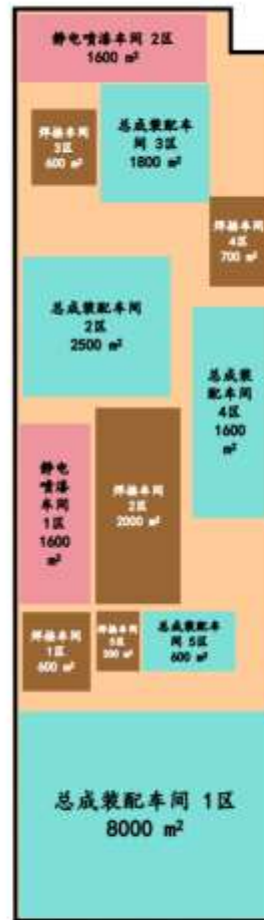 静电喷漆车间 2区
1600 m²
焊接车间
3区
600 m²
总成装配车
间 3区
1800 m²
焊接车间
4区
700 m²
总成装配车间
2区
2500 m²
总成装
配车间
4区
1600
m²
静电
喷漆
车间
1区
1600
m²
焊接车间
2区
2000 m²
焊接车间
1区
600 m²
焊接车间
5区
总成装配车
间 5区
600 m²
总成装配车间 1区
8000 m²